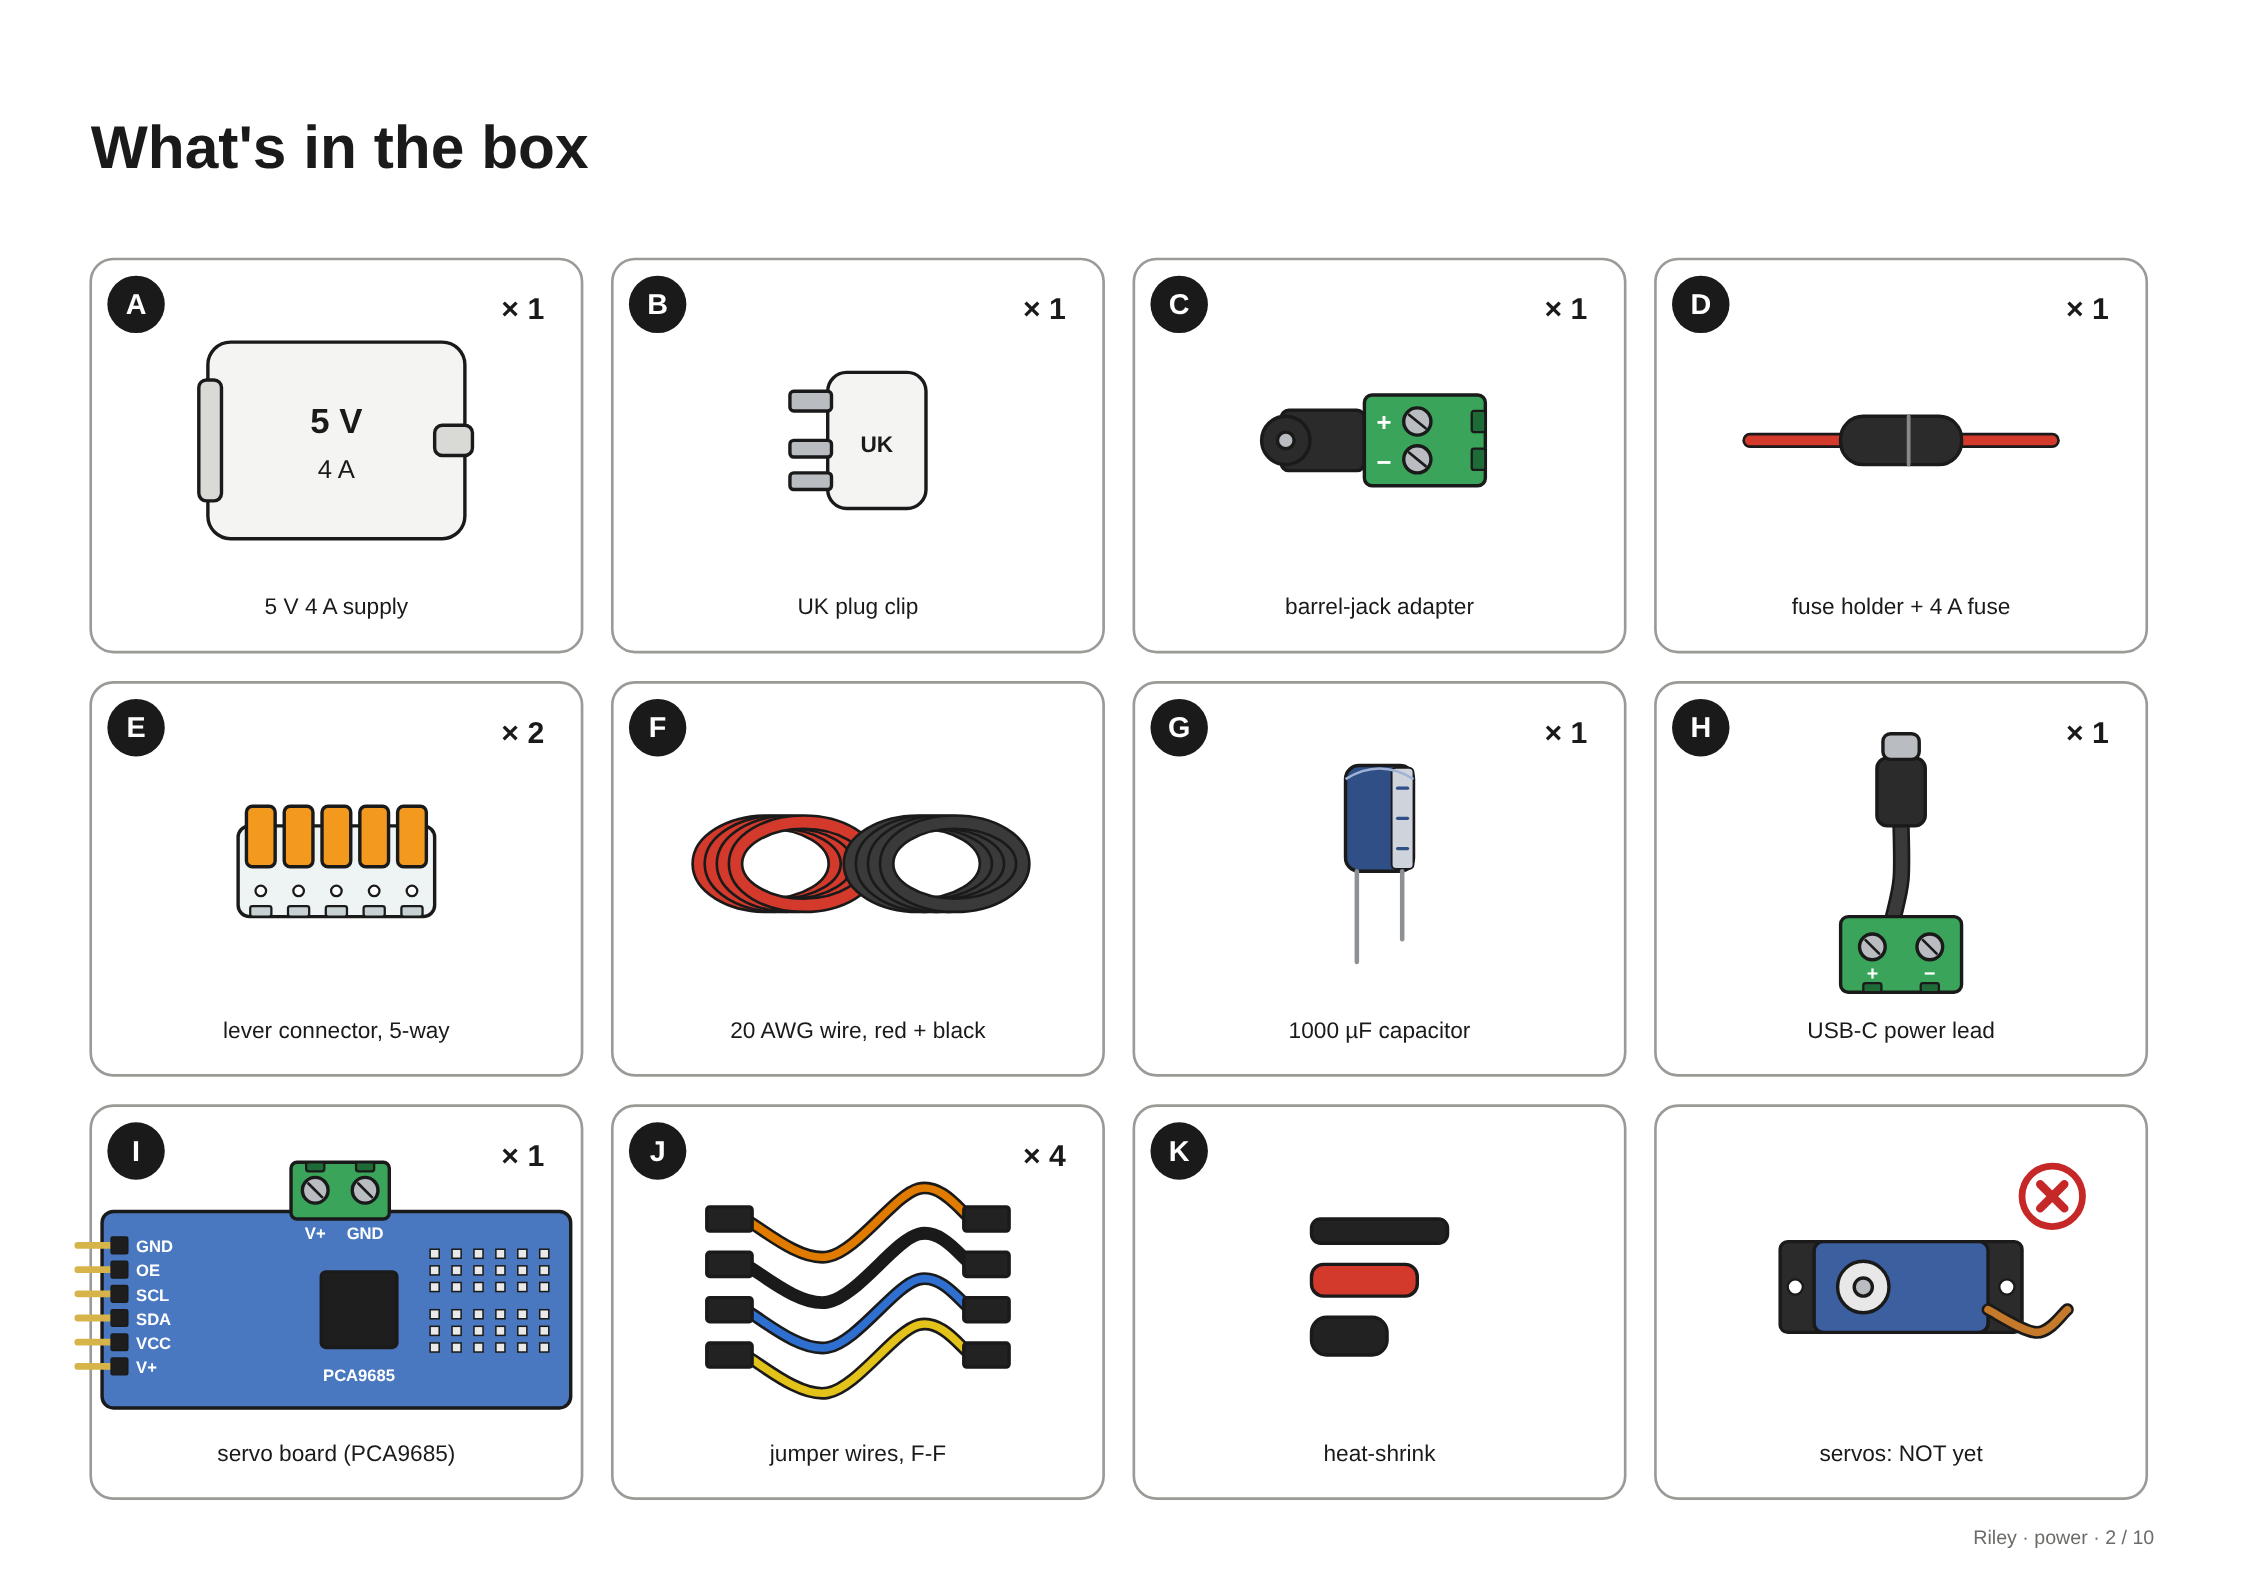 What's in the box
A
× 1
5 V
4 A
5 V 4 A supply
B
× 1
UK
UK plug clip
C
× 1
+
−
barrel-jack adapter
D
× 1
fuse holder + 4 A fuse
E
× 2
lever connector, 5-way
F
20 AWG wire, red + black
G
× 1
1000 µF capacitor
H
× 1
+ −
USB-C power lead
I
× 1
V+ GND
GND
OE
SCL
SDA
VCC
V+
PCA9685
servo board (PCA9685)
J
× 4
jumper wires, F-F
K
heat-shrink
servos: NOT yet
Riley · power · 2 / 10